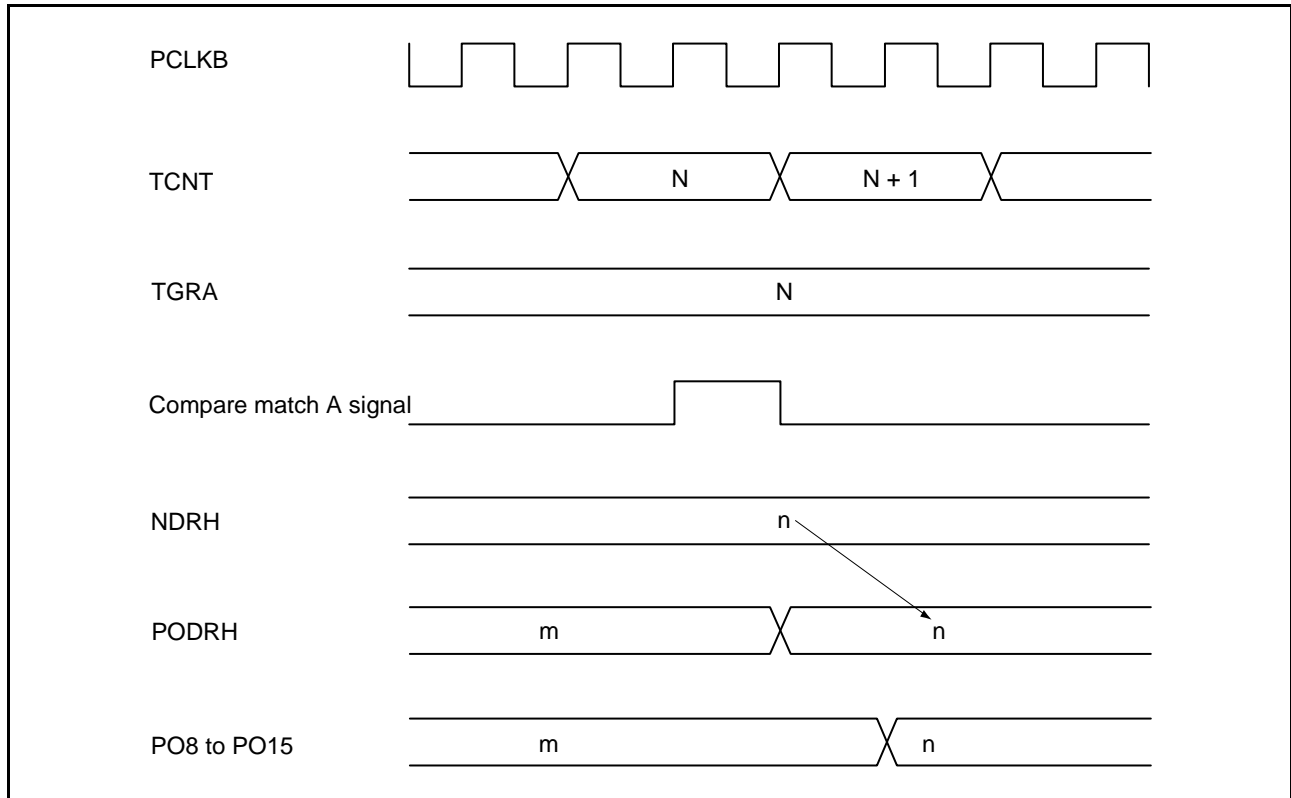 PCLKB
TCNT N N + 1
TGRA N
Compare match A signal
NDRH n
PODRH m n
PO8 to PO15 m n